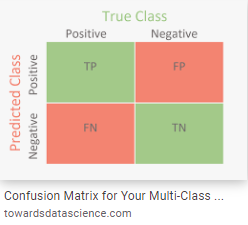 True Class
Positive Negative
Predicted Class
Positive
TP FP
Negative
FN TN
Confusion Matrix for Your Multi-Class ...
towardsdatascience.com